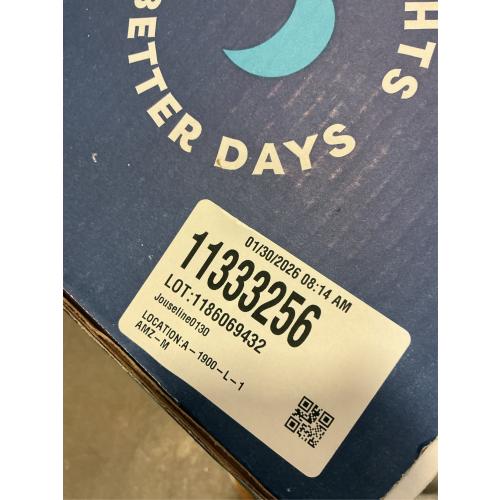 BETTER DAYS
HTS
01/30/2026 08:14 AM
11333256
LOT:1186069432
Jouseline0130
LOCATION:A-1900-L-1
AMZ-M